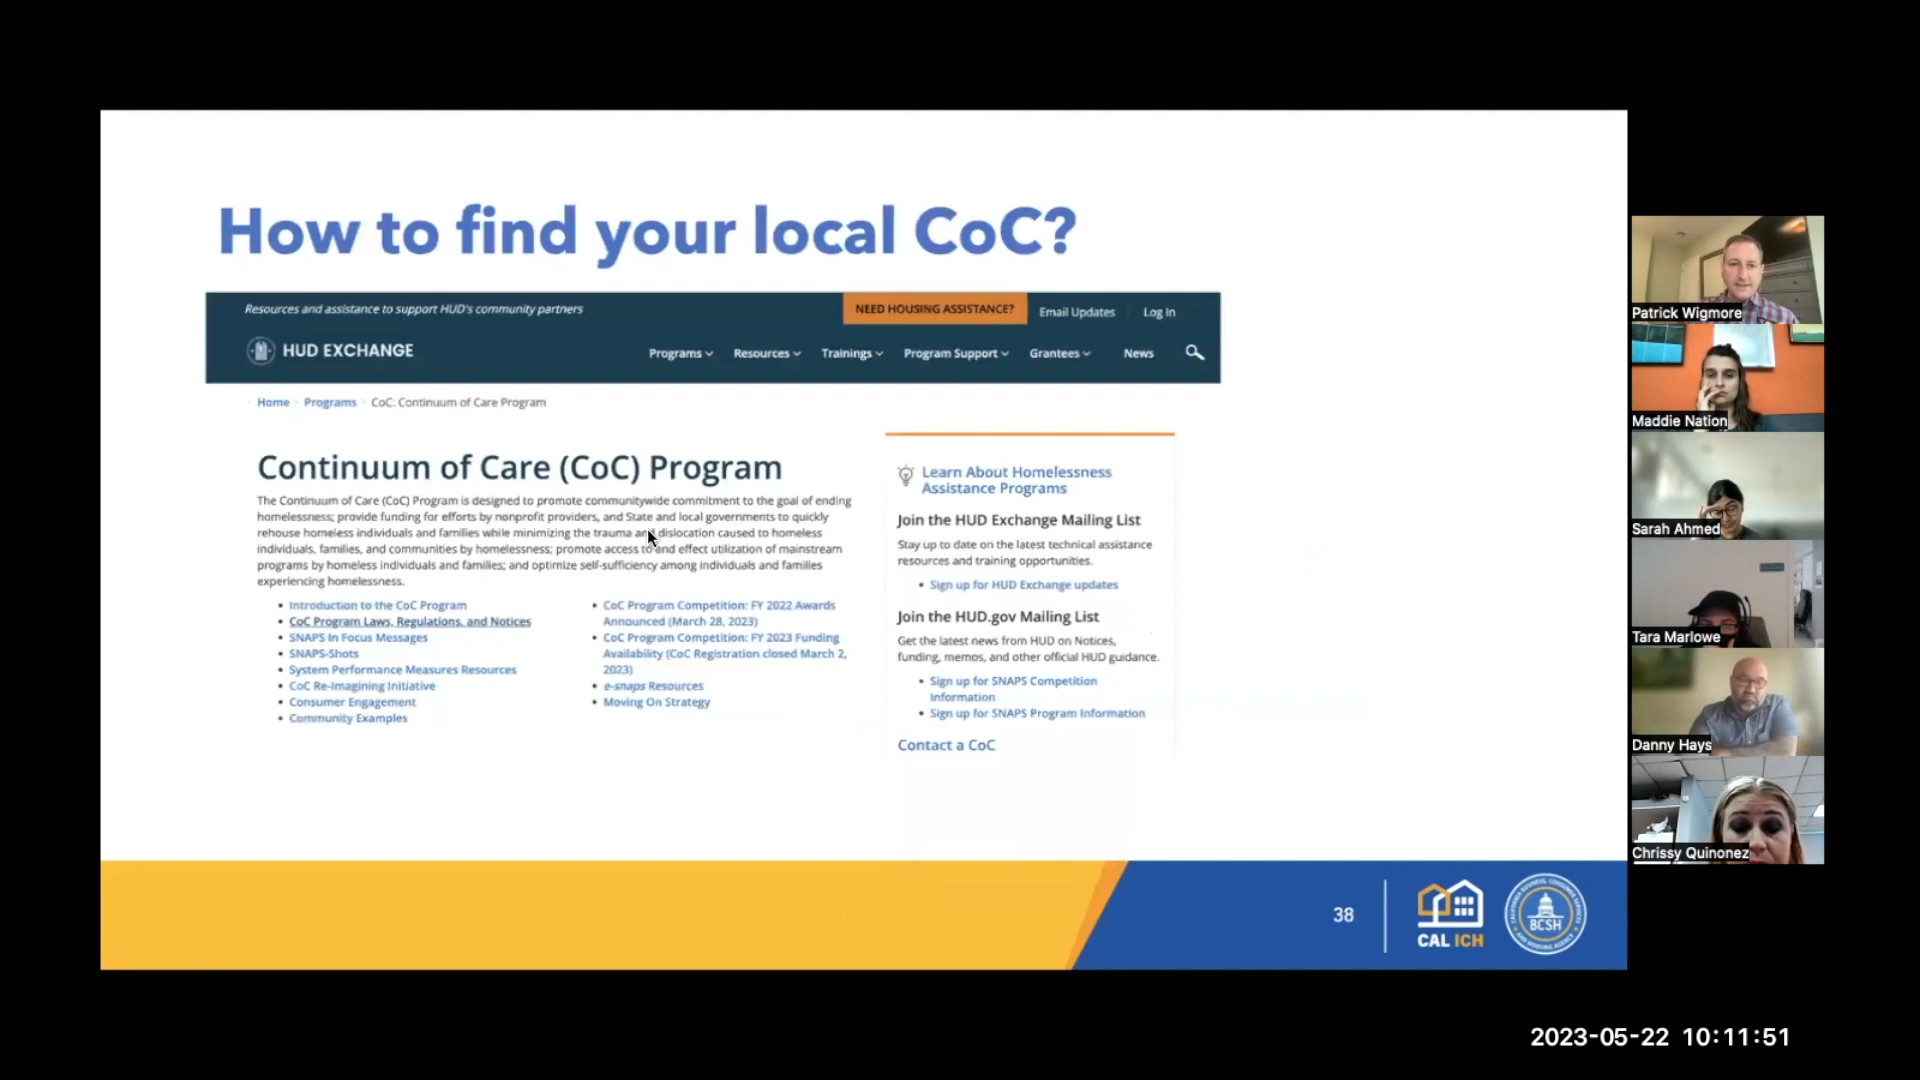 How to find your local CoC?
Resources and assistance to support HUD's community partners
NEED HOUSING ASSISTANCE?
Email Updates
Log In
HUD EXCHANGE
Programs
Resources
Trainings
Program Support
Grantees
News
Home
Programs
CoC: Continuum of Care Program
Continuum of Care (CoC) Program
The Continuum of Care (CoC) Program is designed to promote communitywide commitment to the goal of ending
homelessness; provide funding for efforts by nonprofit providers, and State and local governments to quickly
rehouse homeless individuals and families while minimizing the trauma and dislocation caused to homeless
individuals, families, and communities by homelessness; promote access to and effect utilization of mainstream
programs by homeless individuals and families; and optimize self-sufficiency among individuals and families
experiencing homelessness.
Introduction to the CoC Program
CoC Program Laws, Regulations, and Notices
SNAPS In Focus Messages
SNAPS-Shots
System Performance Measures Resources
CoC Re-Imagining Initiative
Consumer Engagement
Community Examples
CoC Program Competition: FY 2022 Awards
Announced (March 28, 2023)
CoC Program Competition: FY 2023 Funding
Availability (CoC Registration closed March 2,
2023)
e-snaps Resources
Moving On Strategy
Learn About Homelessness
Assistance Programs
Join the HUD Exchange Mailing List
Stay up to date on the latest technical assistance
resources and training opportunities.
Sign up for HUD Exchange updates
Join the HUD.gov Mailing List
Get the latest news from HUD on Notices,
funding, memos, and other official HUD guidance.
Sign up for SNAPS Competition
Information
Sign up for SNAPS Program Information
Contact a CoC
38
CAL ICH
CALIFORNIA BUSINESS, CONSUMER SERVICES
AND HOUSING AGENCY
BCSH
Patrick Wigmore
Maddie Nation
Sarah Ahmed
Tara Marlowe
Danny Hays
Chrissy Quinonez
2023-05-22 10:11:51